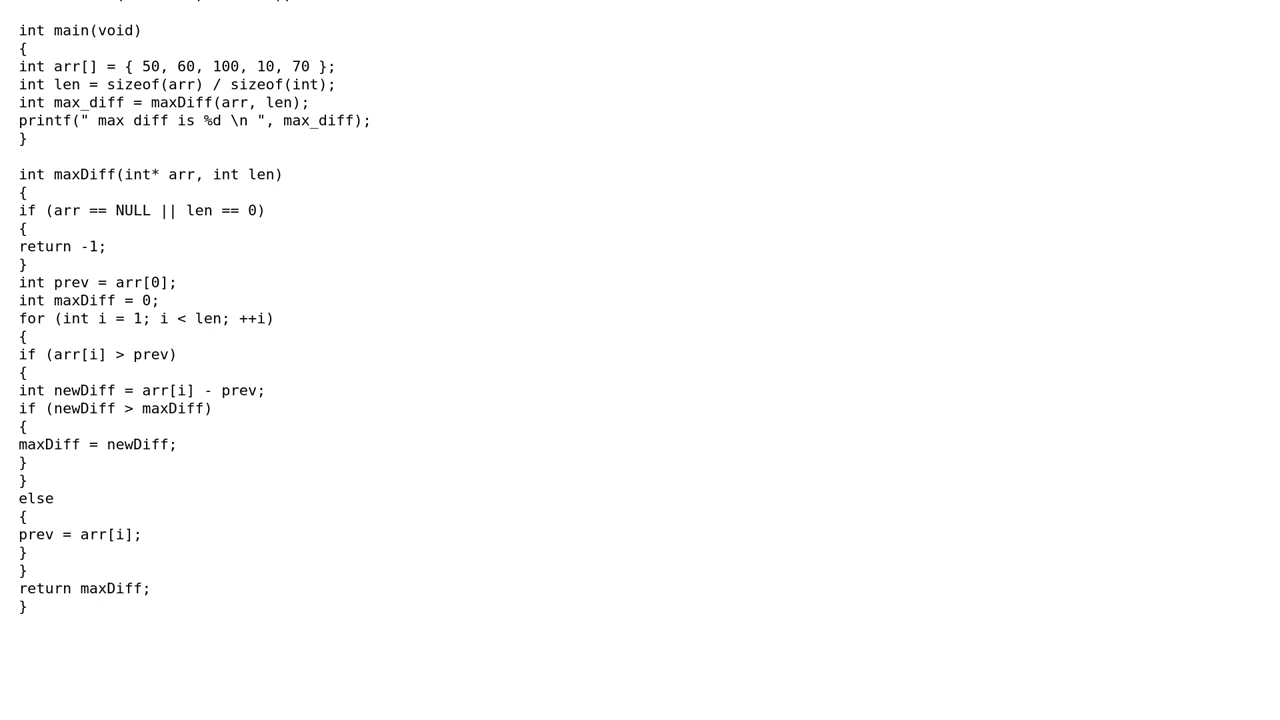 int main(void)
{
int arr[] = { 50, 60, 100, 10, 70 };
int len = sizeof(arr) / sizeof(int);
int max_diff = maxDiff(arr, len);
printf(" max diff is %d \n ", max_diff);
}
int maxDiff(int* arr, int len)
{
if (arr == NULL || len == 0)
{
return -1;
}
int prev = arr[0];
int maxDiff = 0;
for (int i = 1; i < len; ++i)
{
if (arr[i] > prev)
{
int newDiff = arr[i] - prev;
if (newDiff > maxDiff)
{
maxDiff = newDiff;
}
}
else
{
prev = arr[i];
}
}
return maxDiff;
}